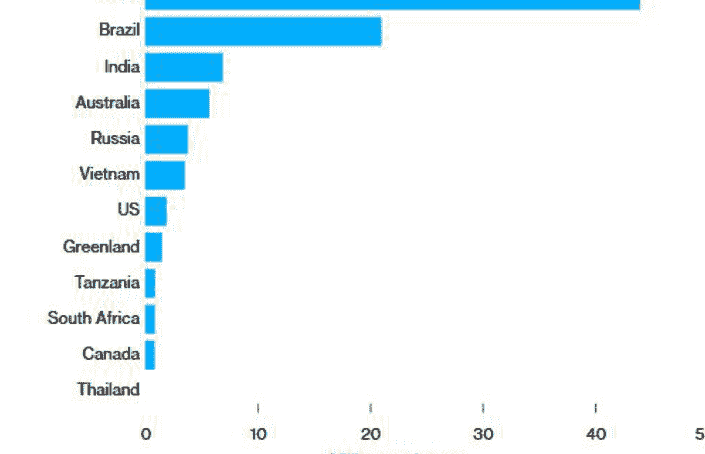 Brazil
India
Australia
Russia
Vietnam
US
Greenland
Tanzania
South Africa
Canada
Thailand
0 10 20 30 40 5